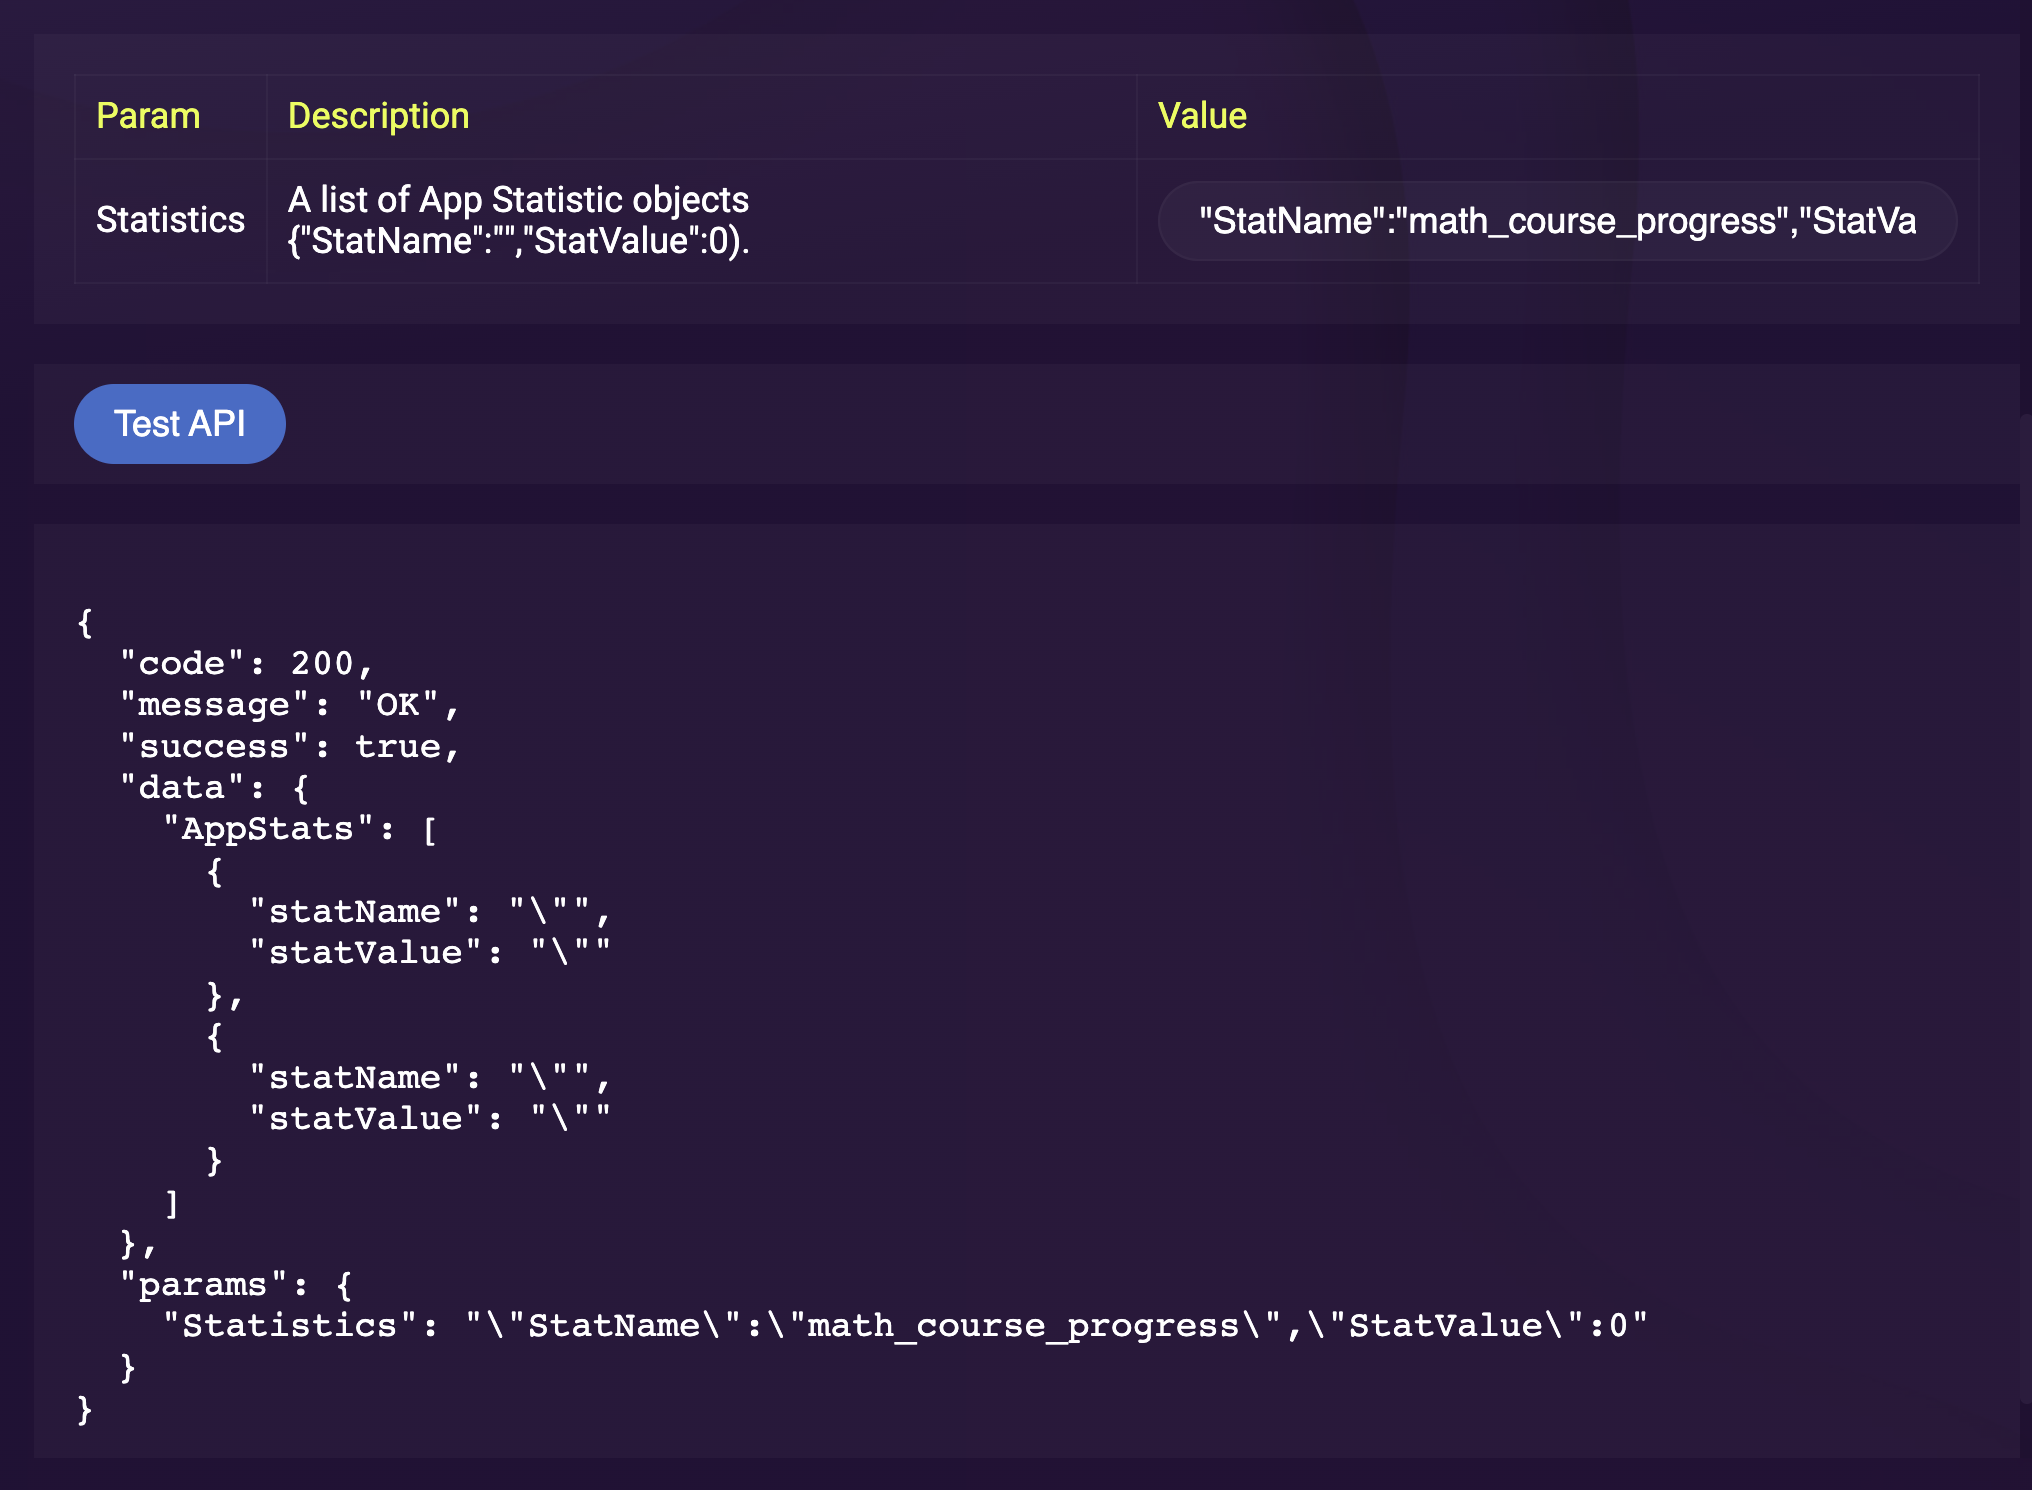 Param Description Value
Statistics
A list of App Statistic objects
{"StatName":"","StatValue":0).
"StatName":"math_course_progress","StatVa
Test API
{
"code": 200,
"message": "OK",
"success": true,
"data": {
"AppStats": [
{
"statName": "\"",
"statValue": "\""
},
{
"statName": "\"",
"statValue": "\""
}
]
},
"params": {
"Statistics": "\"StatName\":\"math_course_progress\",\"StatValue\":0"
}
}